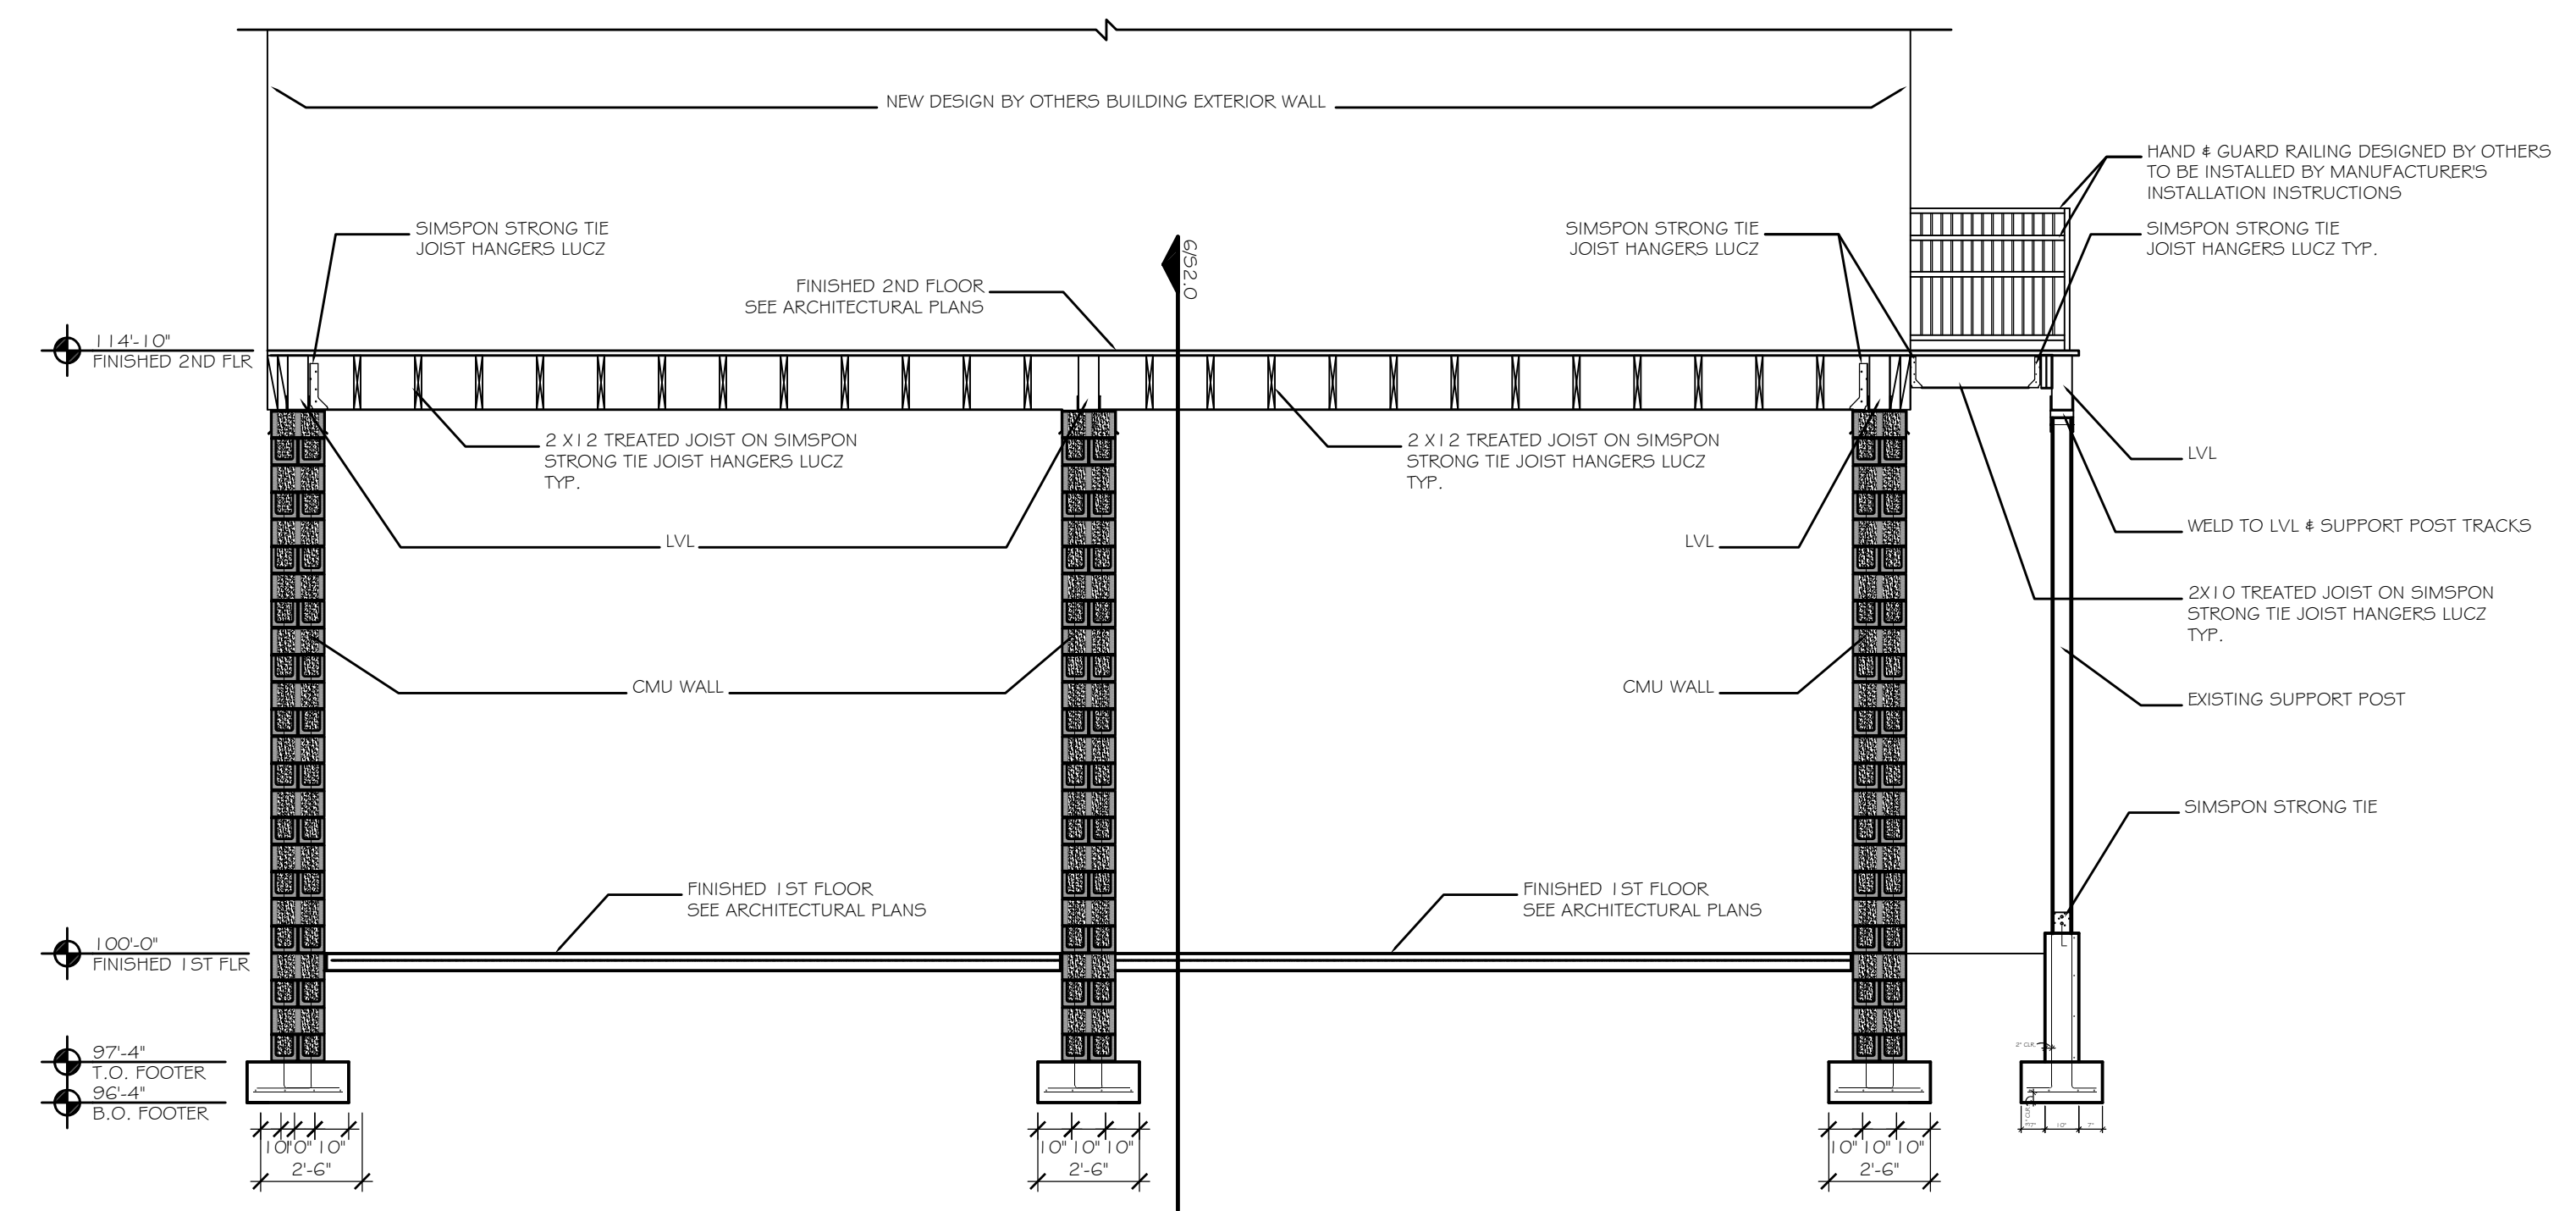 NEW DESIGN BY OTHERS BUILDING EXTERIOR WALL
HAND & GUARD RAILING DESIGNED BY OTHERS
TO BE INSTALLED BY MANUFACTURER'S
INSTALLATION INSTRUCTIONS
SIMSPON STRONG TIE
JOIST HANGERS LUCZ
SIMSPON STRONG TIE
JOIST HANGERS LUCZ
SIMSPON STRONG TIE
JOIST HANGERS LUCZ TYP.
6/S2.0
FINISHED 2ND FLOOR
SEE ARCHITECTURAL PLANS
114'-10"
FINISHED 2ND FLR
2 X12 TREATED JOIST ON SIMSPON
STRONG TIE JOIST HANGERS LUCZ
TYP.
2 X12 TREATED JOIST ON SIMSPON
STRONG TIE JOIST HANGERS LUCZ
TYP.
LVL
WELD TO LVL & SUPPORT POST TRACKS
LVL
LVL
2X10 TREATED JOIST ON SIMSPON
STRONG TIE JOIST HANGERS LUCZ
TYP.
CMU WALL
CMU WALL
EXISTING SUPPORT POST
SIMSPON STRONG TIE
FINISHED 1ST FLOOR
SEE ARCHITECTURAL PLANS
FINISHED 1ST FLOOR
SEE ARCHITECTURAL PLANS
100'-0"
FINISHED 1ST FLR
97'-4"
T.O. FOOTER
96'-4"
B.O. FOOTER
2" CLR.
10" 10"
2'-6"
10" 10" 10"
2'-6"
10" 10" 10"
2'-6"
10" 7"